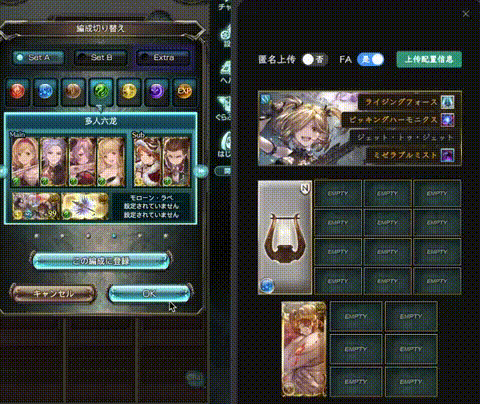 編成切り替え
Set A
Set B
Extra
EXP
多人六龙
Main
Sub
モローン・ラベ
設定されていません
設定されていません
この編成に登録
キャンセル
OK
匿名上传
否
FA
是
上传配置信息
ライジングフォース
ピッキングハーモニクス
ジェット・トゥ・ジェット
ミゼラブルミスト
N
EMPTY EMPTY EMPTY
EMPTY EMPTY EMPTY
EMPTY EMPTY EMPTY
EMPTY EMPTY EMPTY
EMPTY EMPTY
EMPTY EMPTY
EMPTY EMPTY